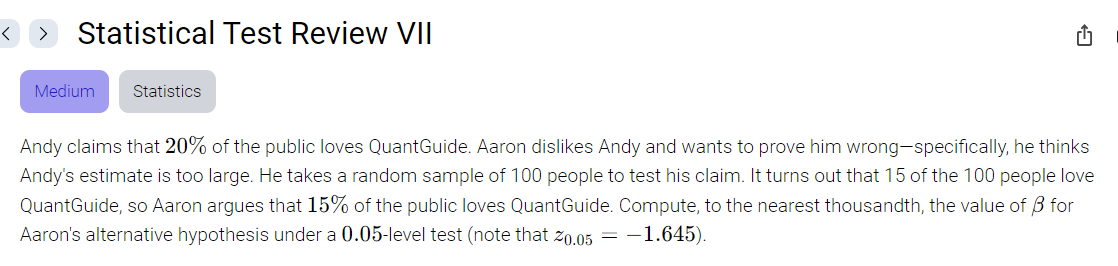 < > Statistical Test Review VII
Medium Statistics
Andy claims that 20% of the public loves QuantGuide. Aaron dislikes Andy and wants to prove him wrong—specifically, he thinks
Andy's estimate is too large. He takes a random sample of 100 people to test his claim. It turns out that 15 of the 100 people love
QuantGuide, so Aaron argues that 15% of the public loves QuantGuide. Compute, to the nearest thousandth, the value of β for
Aaron's alternative hypothesis under a 0.05-level test (note that z₀.₀₅ = −1.645).